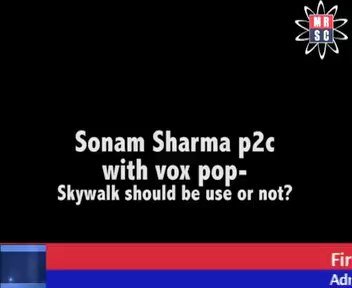 MR
SC
Sonam Sharma p2c
with vox pop-
Skywalk should be use or not?
Fir
Adr